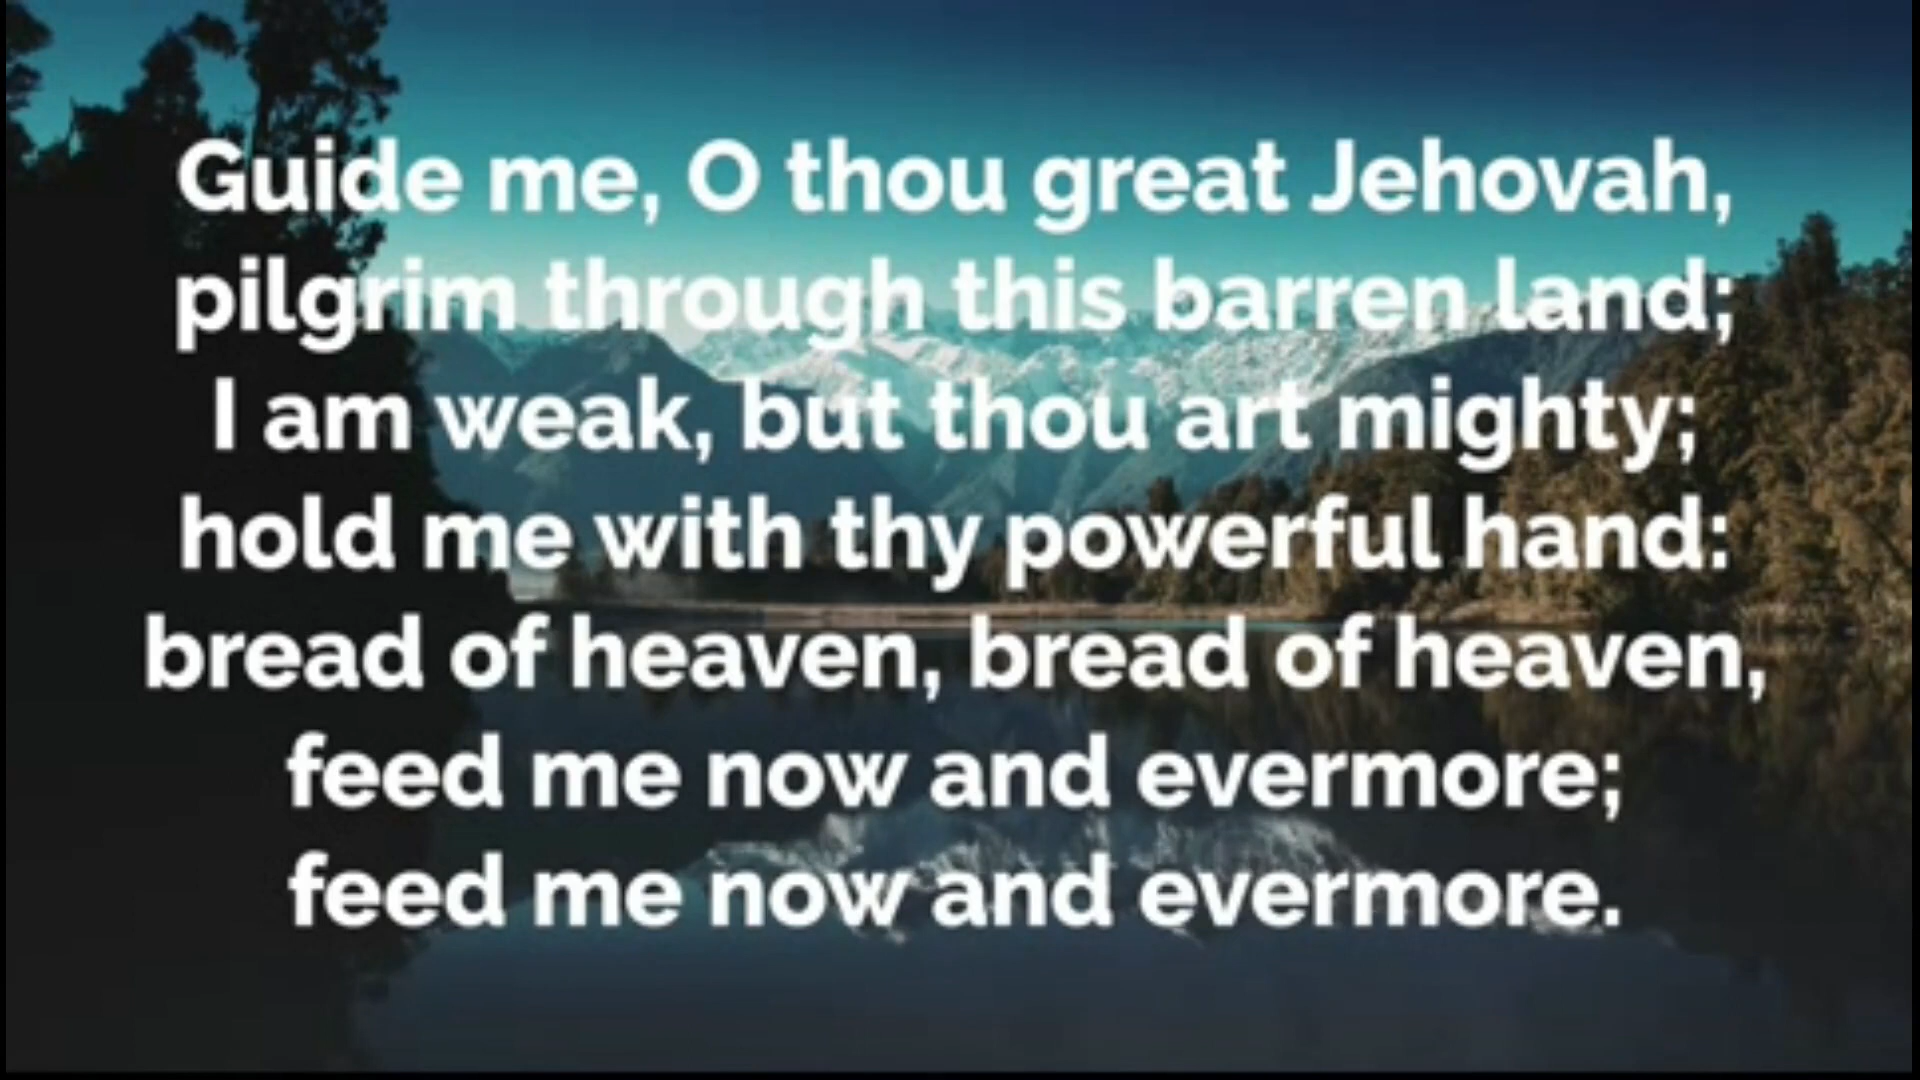 Guide me, O thou great Jehovah,
pilgrim through this barren land;
I am weak, but thou art mighty;
hold me with thy powerful hand:
bread of heaven, bread of heaven,
feed me now and evermore;
feed me now and evermore.